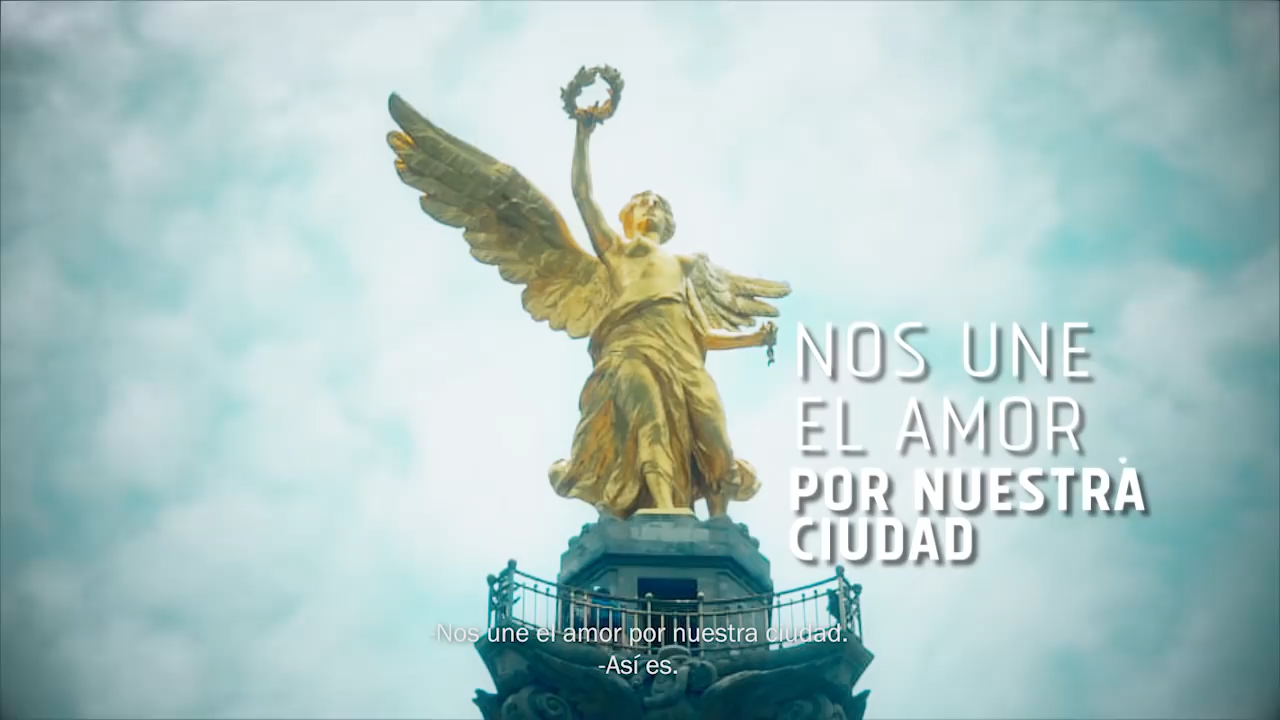 NOS UNE
EL AMOR
POR NUESTRA
CIUDAD
-Nos une el amor por nuestra ciudad.
-Así es.